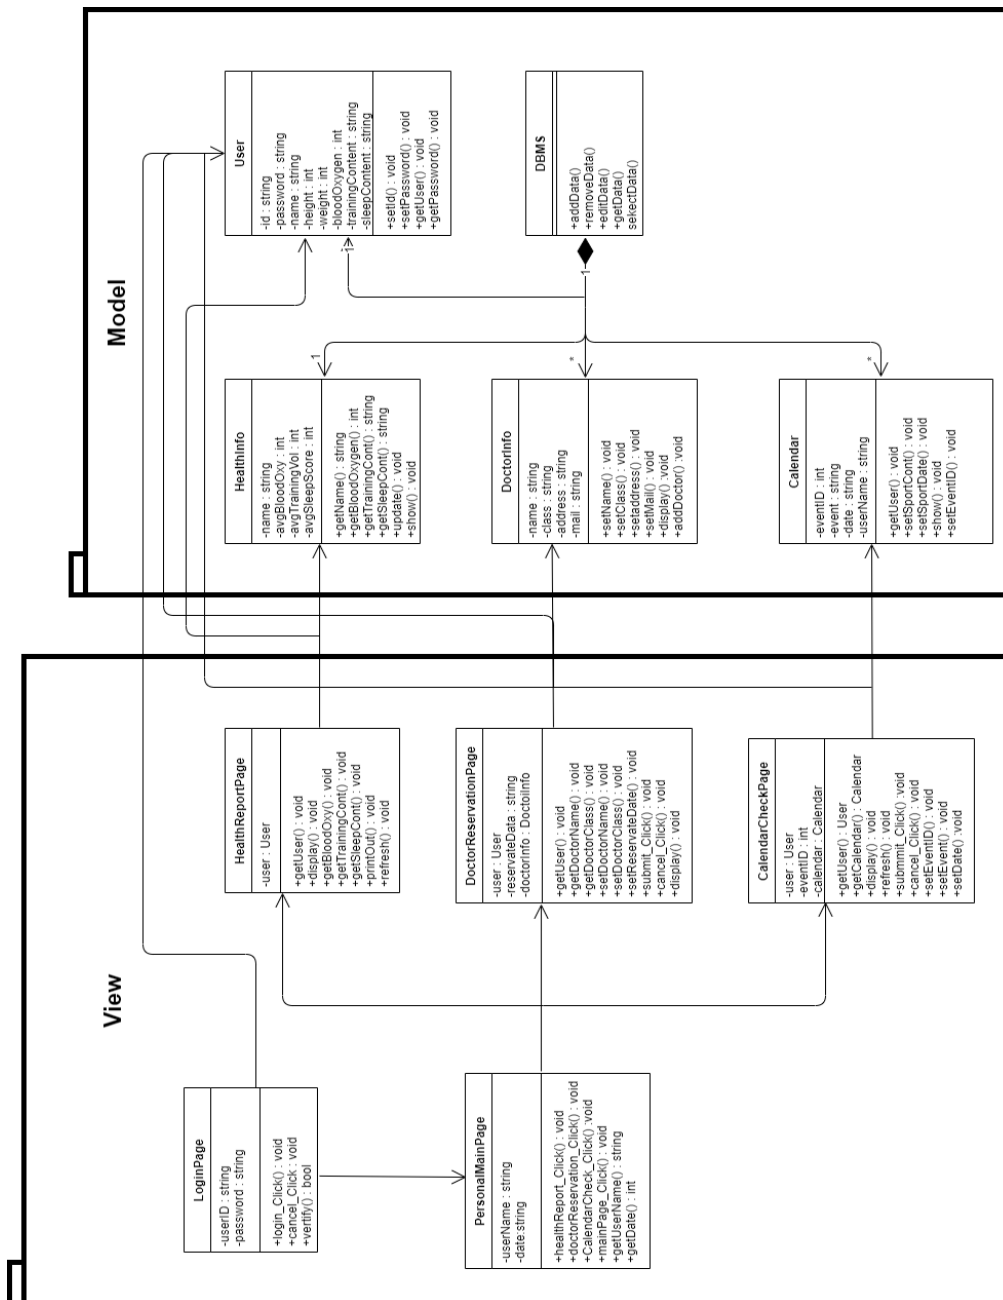 View
LoginPage
-userID : string
-password : string
+login_Click() : void
+cancel_Click : void
+vertify() : bool
PersonalMainPage
-userName : string
-date:string
+healthReport_Click() : void
+doctorReservation_Click() : void
+CalendarCheck_Click() :void
+mainPage_Click() : void
+getUserName() : string
+getDate() : int
HealthReportPage
-user : User
+getUser() : void
+display() : void
+getBloodOxy() : void
+getTrainingCont() : void
+getSleepCont() : void
+printOut() : void
+refresh() : void
DoctorReservationPage
-user : User
-reservateData : string
-doctorInfo : DoctoiInfo
+getUser() : void
+getDoctorName() : void
+getDoctorClass() : void
+setDoctorName() : void
+setDoctorClass() : void
+setReservateDate() : void
+submit_Click() : void
+cancel_Click() : void
+display() : void
CalendarCheckPage
-user : User
-eventID : int
-calendar : Calendar
+getUser() : User
+getCalendar() : Calendar
+display() : void
+refresh() : void
+submmit_Click() :void
+cancel_Click() : void
+setEventID() : void
+setEvent() : void
+setDate() :void
Model
HealthInfo
-name : string
-avgBloodOxy : int
-avgTrainingVol : int
-avgSleepScore : int
+getName() : string
+getBloodOxygen() : int
+getTrainingCont() : string
+getSleepCont() : string
+update() : void
+show() : void
DoctorInfo
-name : string
-class : string
-address : string
-mail : string
+setName() : void
+setClass() : void
+setaddress() : void
+setMail() : void
+display() :void
+addDoctor() :void
Calendar
-eventID : int
-event : string
-date : string
-userName : string
+getUser() : void
+setSportCont() : void
+setSportDate() : void
+show() : void
+setEventID() : void
User
-id : string
-password : string
-name : string
-height : int
-weight : int
-bloodOxygen : int
-trainingContent : string
-sleepContent : string
+setId() : void
+setPassword() : void
+getUser() : void
+getPassword() : void
DBMS
+addData()
+removeData()
+editData()
+getData()
sekectData()
1
1
1
*
*